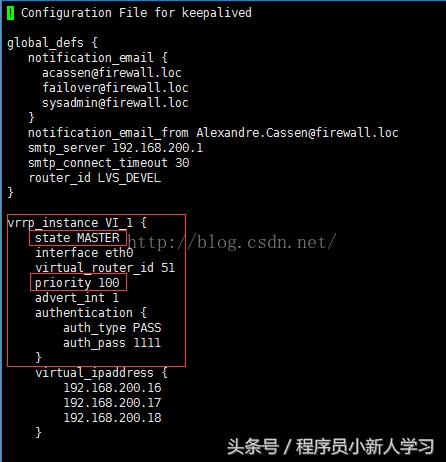 ! Configuration File for keepalived
global_defs {
notification_email {
acassen@firewall.loc
failover@firewall.loc
sysadmin@firewall.loc
}
notification_email_from Alexandre.Cassen@firewall.loc
smtp_server 192.168.200.1
smtp_connect_timeout 30
router_id LVS_DEVEL
}
vrrp_instance VI_1 {
state MASTER
http://blog.csdn.net/
interface eth0
virtual_router_id 51
priority 100
advert_int 1
authentication {
auth_type PASS
auth_pass 1111
}
virtual_ipaddress {
192.168.200.16
192.168.200.17
192.168.200.18
}
头条号 / 程序员小新人学习